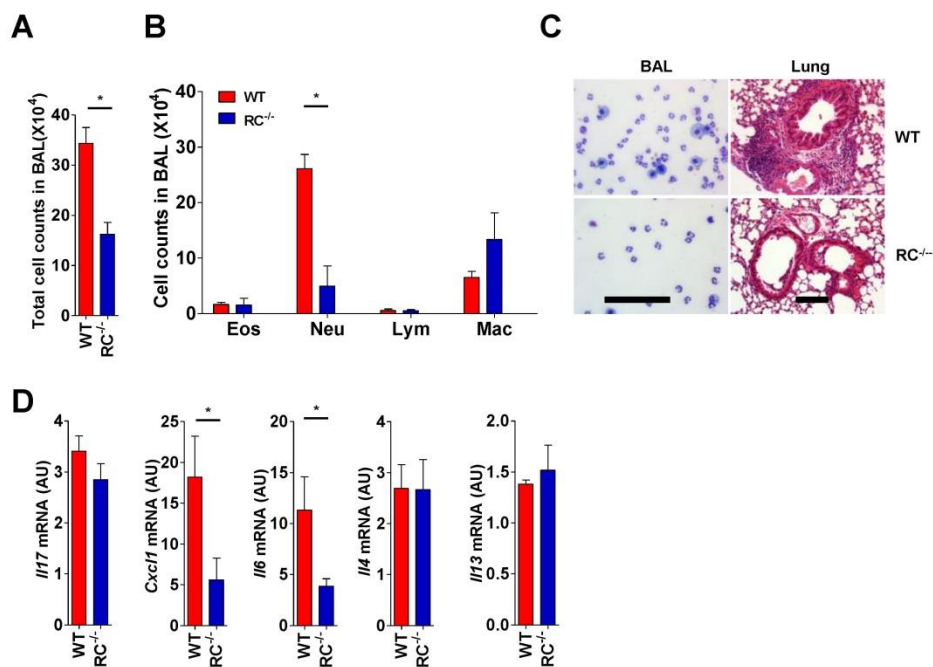 A
Total cell counts in BAL(X10⁴)
40
30
20
10
0
*
WT
RC⁻/⁻
B
Cell counts in BAL (X10⁴)
40
30
20
10
0
WT
RC⁻/⁻
*
Eos Neu Lym Mac
C
BAL Lung
WT
RC⁻/⁻⁻
D
Il17 mRNA (AU)
4
3
2
1
0
WT
RC⁻/⁻
Cxcl1 mRNA (AU)
25
20
15
10
5
0
*
WT
RC⁻/⁻
Il6 mRNA (AU)
20
15
10
5
0
*
WT
RC⁻/⁻
Il4 mRNA (AU)
4
3
2
1
0
WT
RC⁻/⁻
Il13 mRNA (AU)
2.0
1.5
1.0
0.5
0.0
WT
RC⁻/⁻